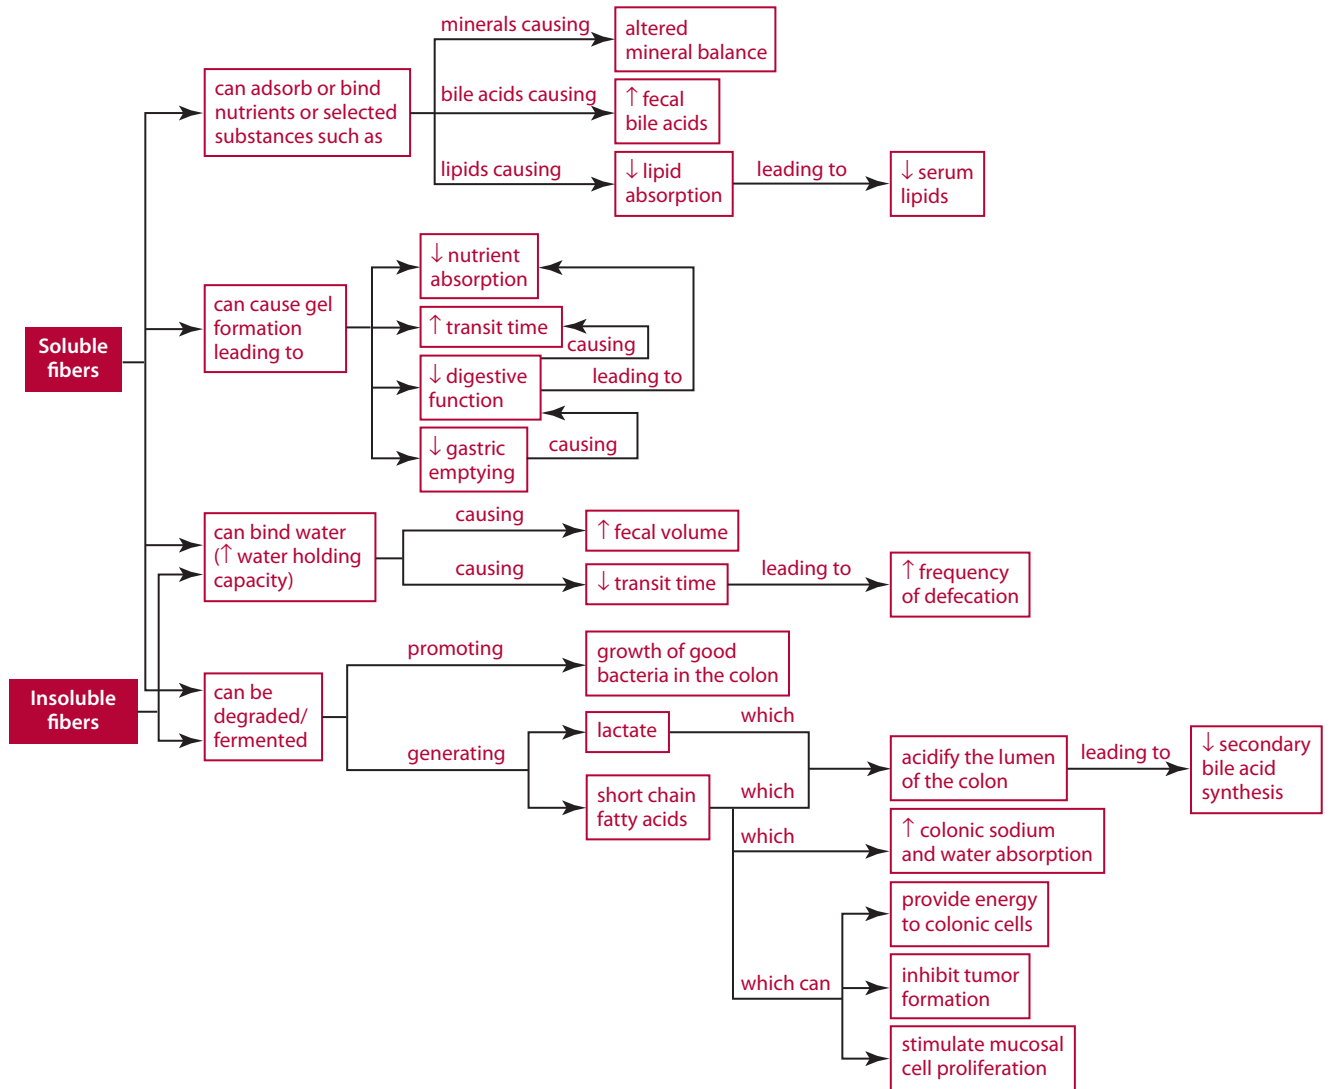 Soluble
fibers
can adsorb or bind
nutrients or selected
substances such as
minerals causing
altered
mineral balance
bile acids causing
↑ fecal
bile acids
lipids causing
↓ lipid
absorption
leading to
↓ serum
lipids
can cause gel
formation
leading to
↓ nutrient
absorption
↑ transit time
causing
↓ digestive
function
leading to
↓ gastric
emptying
causing
can bind water
(↑ water holding
capacity)
causing
↑ fecal volume
causing
↓ transit time
leading to
↑ frequency
of defecation
Insoluble
fibers
can be
degraded/
fermented
promoting
growth of good
bacteria in the colon
generating
lactate
which
short chain
fatty acids
which
acidify the lumen
of the colon
leading to
↓ secondary
bile acid
synthesis
which
↑ colonic sodium
and water absorption
which can
provide energy
to colonic cells
inhibit tumor
formation
stimulate mucosal
cell proliferation